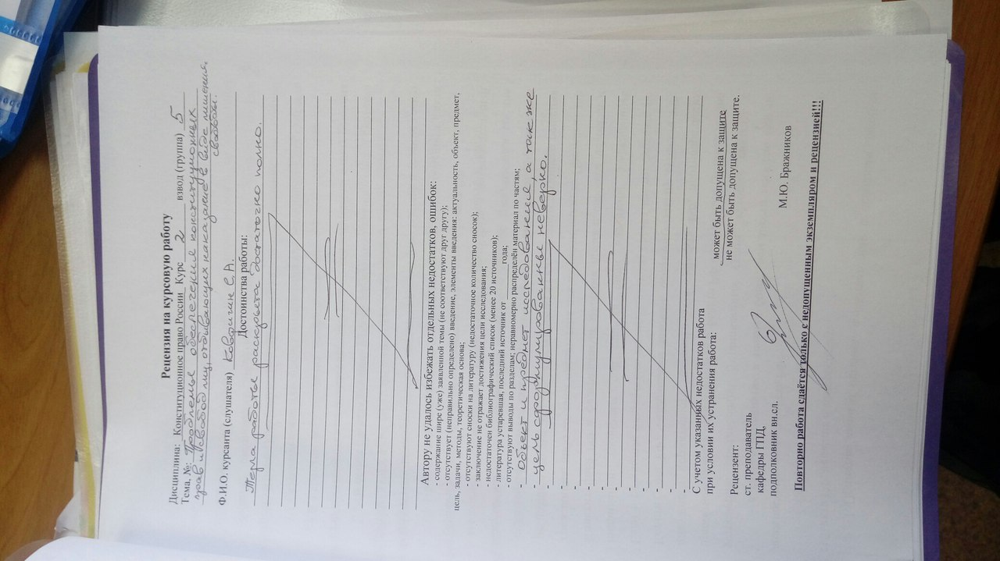 Рецензия на курсовую работу
Дисциплина: Конституционное право России Курс 2 взвод (группа) 5
Тема, №: Проблемы обеспечения конституционных
прав и свобод лиц, отбывающих наказание в виде лишения
свободы.
Ф.И.О. курсанта (слушателя) С.А.
Достоинства работы:
Тема работы раскрыта достаточно полно.
Автору не удалось избежать отдельных недостатков, ошибок:
- содержание шире (уже) заявленной темы (не соответствуют друг другу);
- отсутствует (неправильно определено) введение, элементы введения: актуальность, объект, предмет,
цель, задачи, методы, теоретическая основа;
- отсутствуют сноски на литературу (недостаточное количество сносок);
- заключение не отражает достижения цели исследования;
- недостаточен библиографический список (менее 20 источников);
- литература устаревшая, последний источник от ______ года;
- отсутствуют выводы по разделам; неравномерно распределён материал по частям;
- Объект и предмет исследования, а так же
- цель сформулированные неверно.
С учетом указанных недостатков работа может быть допущена к защите
при условии их устранения работа: не может быть допущена к защите.
Рецензент:
ст. преподаватель
кафедры ГПД,
подполковник вн.сл. М.Ю. Бражников
Повторно работа сдаётся только с недопущенным экземпляром и рецензией!!!